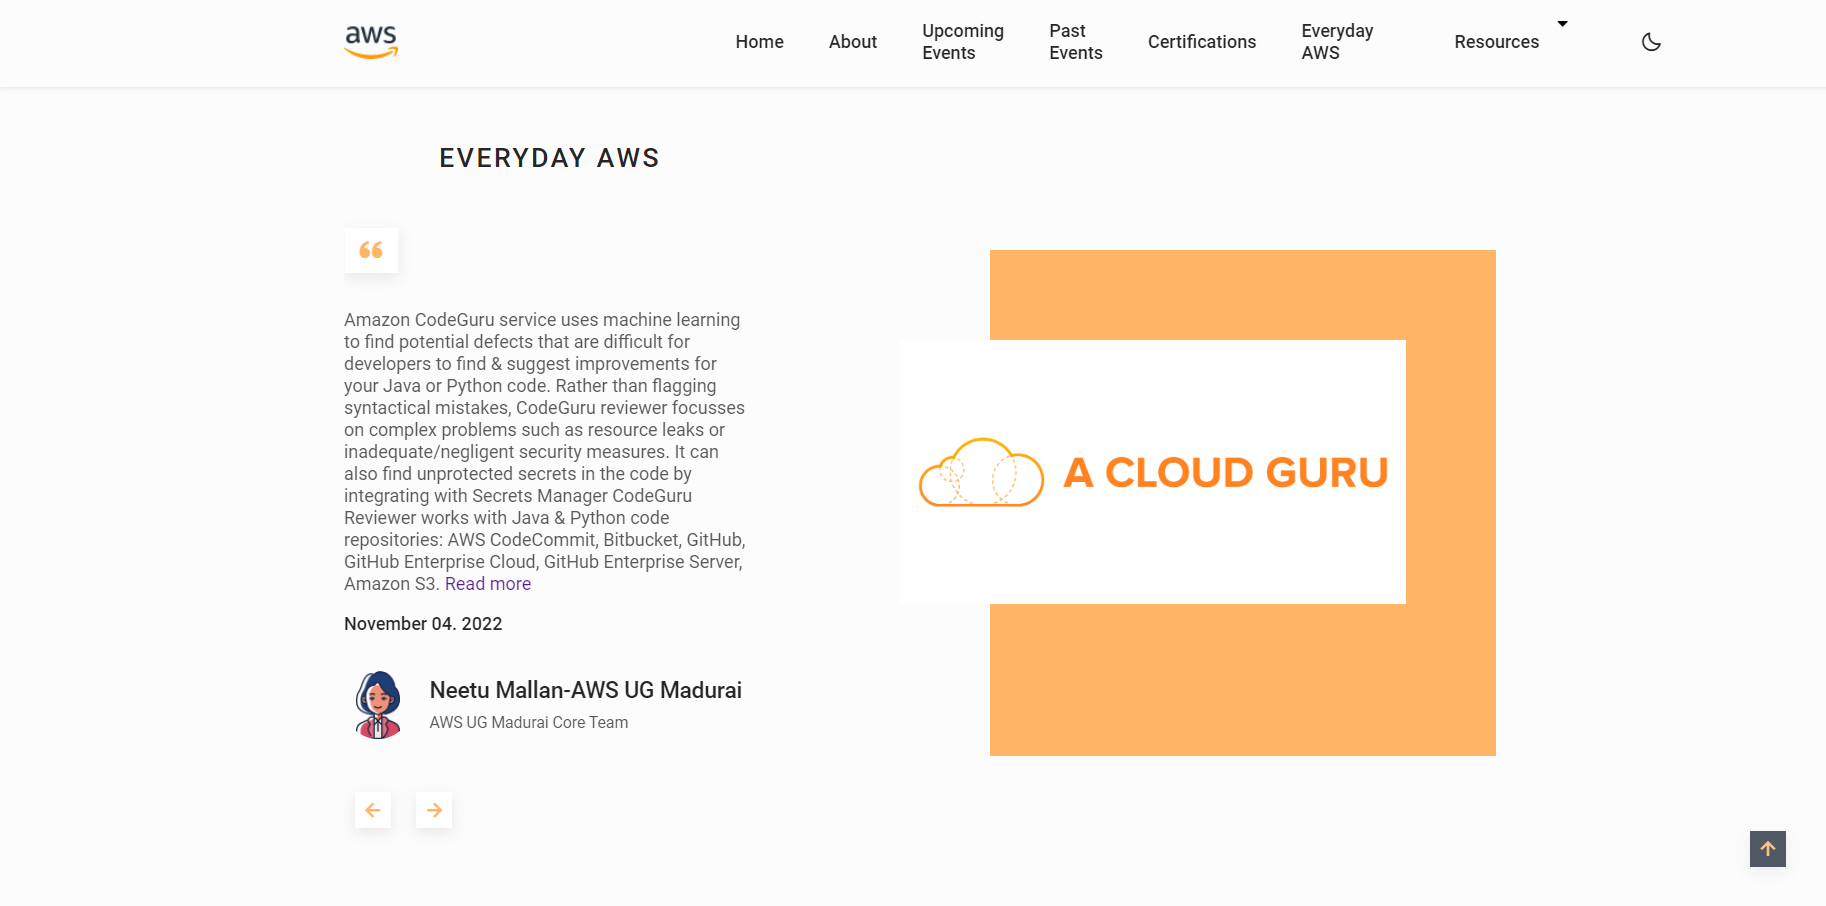 aws
Home
About
Upcoming
Events
Past
Events
Certifications
Everyday
AWS
Resources
EVERYDAY AWS
“
Amazon CodeGuru service uses machine learning
to find potential defects that are difficult for
developers to find & suggest improvements for
your Java or Python code. Rather than flagging
syntactical mistakes, CodeGuru reviewer focusses
on complex problems such as resource leaks or
inadequate/negligent security measures. It can
also find unprotected secrets in the code by
integrating with Secrets Manager CodeGuru
Reviewer works with Java & Python code
repositories: AWS CodeCommit, Bitbucket, GitHub,
GitHub Enterprise Cloud, GitHub Enterprise Server,
Amazon S3. Read more
November 04. 2022
Neetu Mallan-AWS UG Madurai
AWS UG Madurai Core Team
A CLOUD GURU